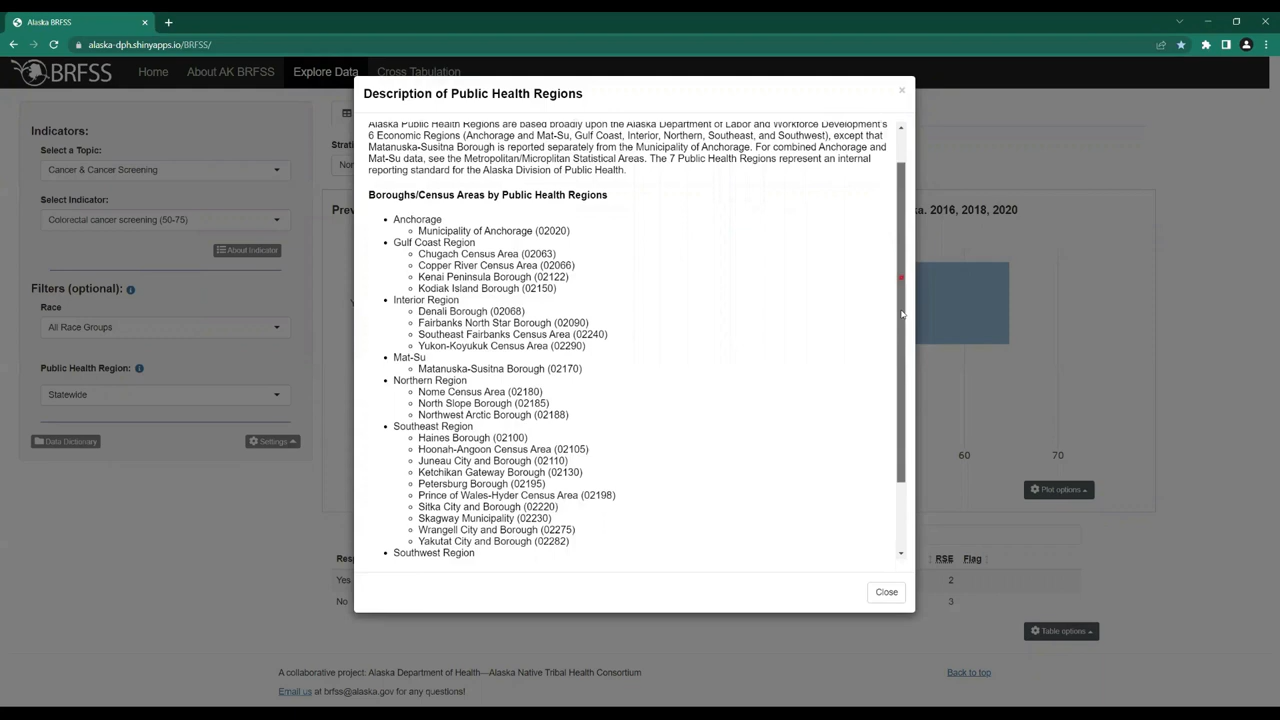 Alaska BRFSS
alaska-dph.shinyapps.io/BRFSS/
BRFSS
Home
About AK BRFSS
Explore Data
Cross Tabulation
Indicators:
Select a Topic:
Cancer & Cancer Screening
Select Indicator:
Colorectal cancer screening (50-75)
About Indicator
Filters (optional):
Race
All Race Groups
Public Health Region:
Statewide
Data Dictionary
Settings
Description of Public Health Regions
×
Alaska Public Health Regions are based broadly upon the Alaska Department of Labor and Workforce Development's
6 Economic Regions (Anchorage and Mat-Su, Gulf Coast, Interior, Northern, Southeast, and Southwest), except that
Matanuska-Susitna Borough is reported separately from the Municipality of Anchorage. For combined Anchorage and
Mat-Su data, see the Metropolitan/Microplitan Statistical Areas. The 7 Public Health Regions represent an internal
reporting standard for the Alaska Division of Public Health.
Boroughs/Census Areas by Public Health Regions
Anchorage
Municipality of Anchorage (02020)
Gulf Coast Region
Chugach Census Area (02063)
Copper River Census Area (02066)
Kenai Peninsula Borough (02122)
Kodiak Island Borough (02150)
Interior Region
Denali Borough (02068)
Fairbanks North Star Borough (02090)
Southeast Fairbanks Census Area (02240)
Yukon-Koyukuk Census Area (02290)
Mat-Su
Matanuska-Susitna Borough (02170)
Northern Region
Nome Census Area (02180)
North Slope Borough (02185)
Northwest Arctic Borough (02188)
Southeast Region
Haines Borough (02100)
Hoonah-Angoon Census Area (02105)
Juneau City and Borough (02110)
Ketchikan Gateway Borough (02130)
Petersburg Borough (02195)
Prince of Wales-Hyder Census Area (02198)
Sitka City and Borough (02220)
Skagway Municipality (02230)
Wrangell City and Borough (02275)
Yakutat City and Borough (02282)
Southwest Region
Close
ka. 2016, 2018, 2020
60 70
Plot options
RSE Flag
Yes 2
No 3
Table options
A collaborative project: Alaska Department of Health—Alaska Native Tribal Health Consortium
Back to top
Email us at brfss@alaska.gov for any questions!